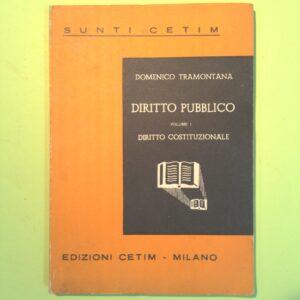 SUNTI CETIM
DOMENICO TRAMONTANA
DIRITTO PUBBLICO
VOLUME I
DIRITTO COSTITUZIONALE
EDIZIONI CETIM - MILANO